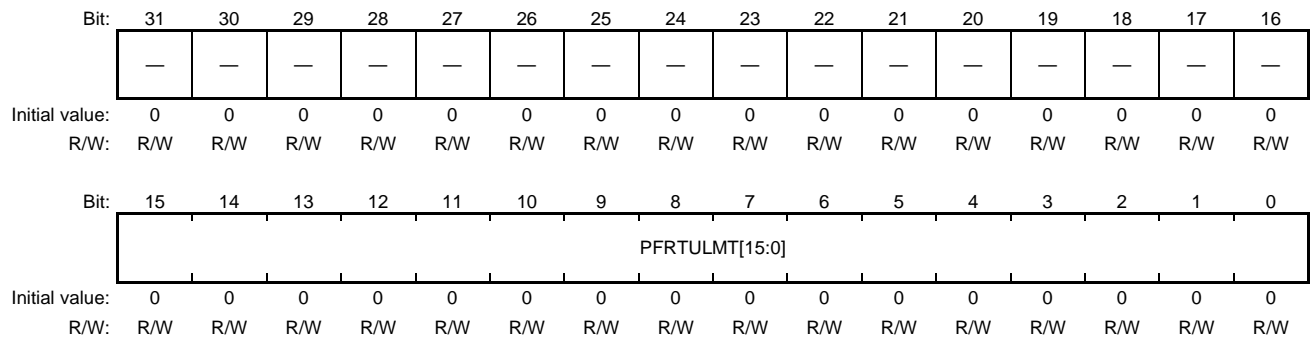 Bit: 31 30 29 28 27 26 25 24 23 22 21 20 19 18 17 16
— — — — — — — — — — — — — — — —
Initial value: 0 0 0 0 0 0 0 0 0 0 0 0 0 0 0 0
R/W: R/W R/W R/W R/W R/W R/W R/W R/W R/W R/W R/W R/W R/W R/W R/W R/W
Bit: 15 14 13 12 11 10 9 8 7 6 5 4 3 2 1 0
PFRTULMT[15:0]
Initial value: 0 0 0 0 0 0 0 0 0 0 0 0 0 0 0 0
R/W: R/W R/W R/W R/W R/W R/W R/W R/W R/W R/W R/W R/W R/W R/W R/W R/W